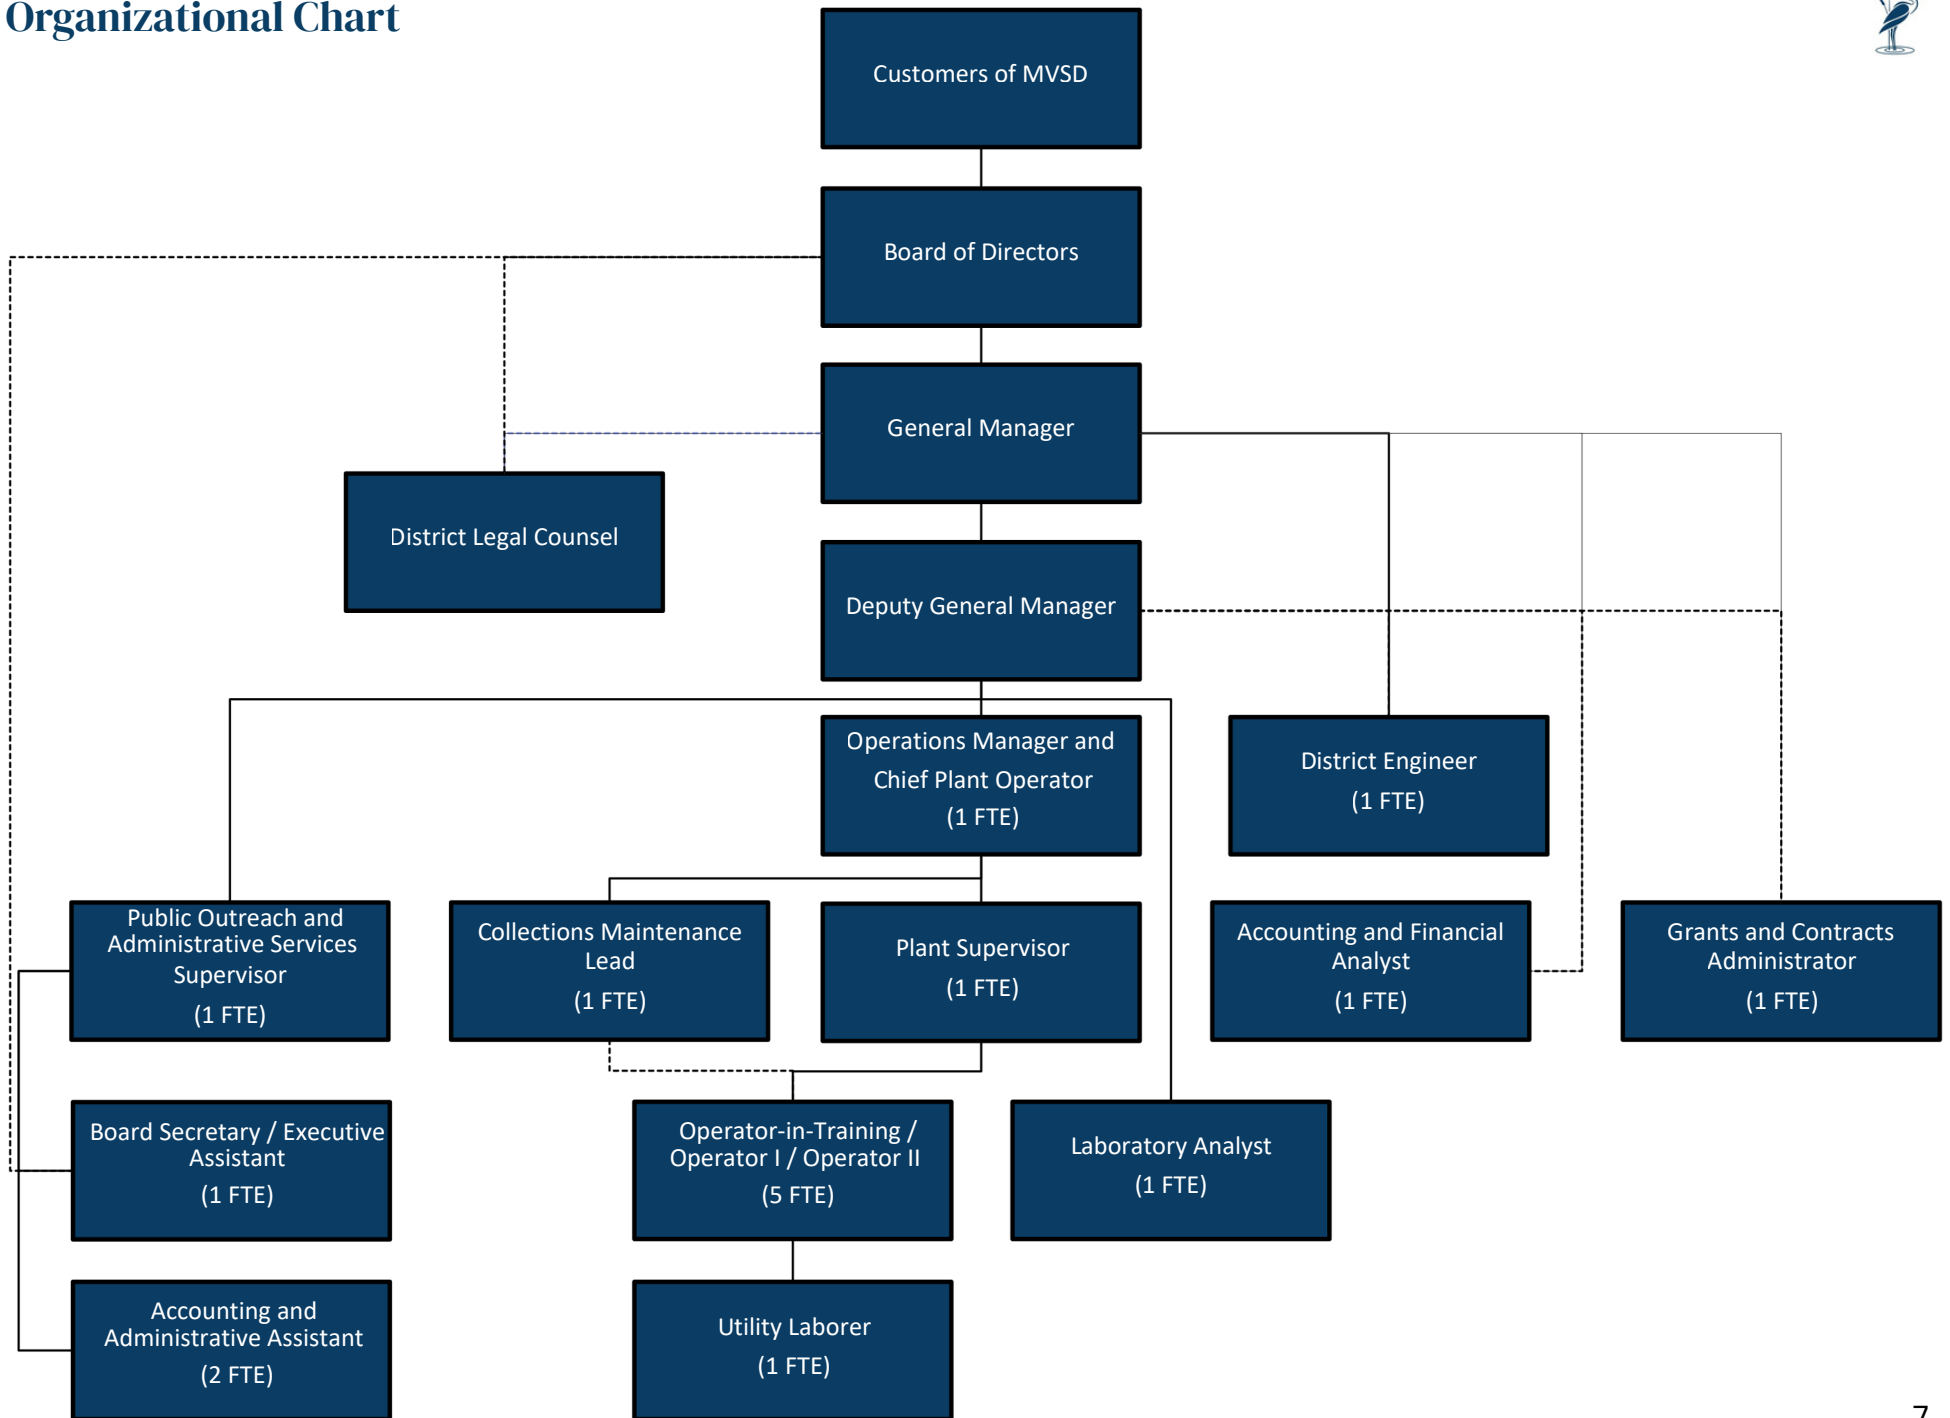 Organizational Chart
Customers of MVSD
Board of Directors
General Manager
District Legal Counsel
Deputy General Manager
Operations Manager and
Chief Plant Operator
(1 FTE)
District Engineer
(1 FTE)
Public Outreach and
Administrative Services
Supervisor
(1 FTE)
Collections Maintenance
Lead
(1 FTE)
Plant Supervisor
(1 FTE)
Accounting and Financial
Analyst
(1 FTE)
Grants and Contracts
Administrator
(1 FTE)
Board Secretary / Executive
Assistant
(1 FTE)
Operator-in-Training /
Operator I / Operator II
(5 FTE)
Laboratory Analyst
(1 FTE)
Accounting and
Administrative Assistant
(2 FTE)
Utility Laborer
(1 FTE)
7